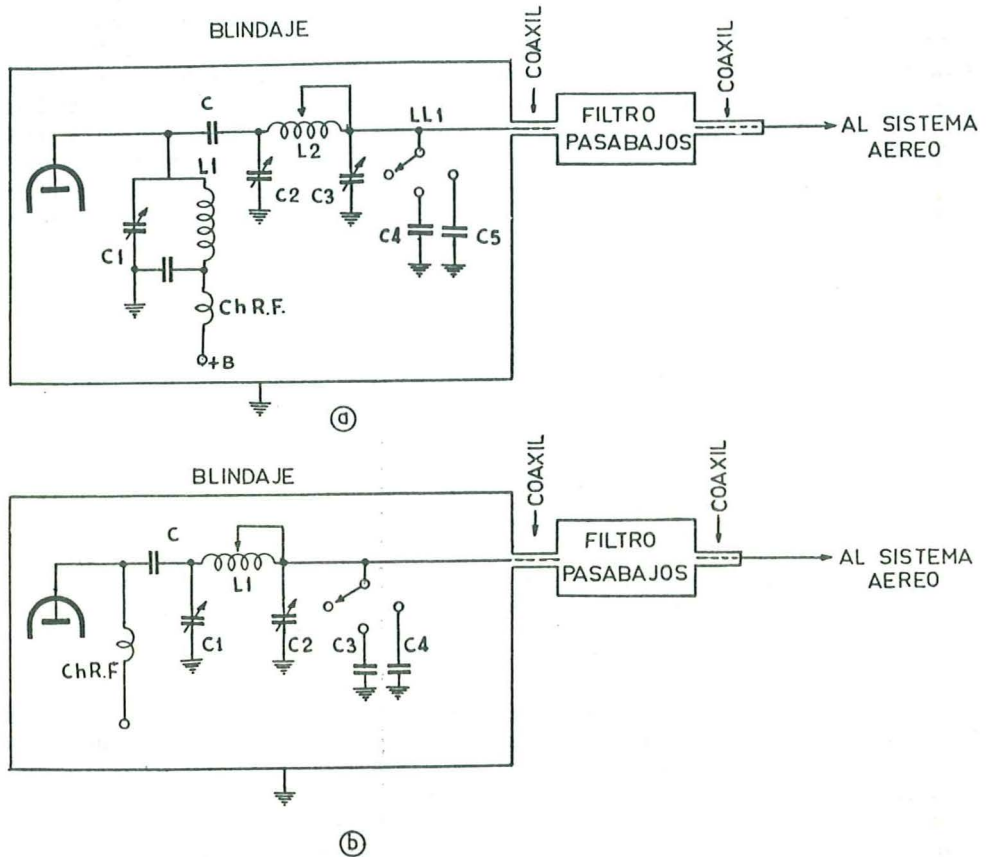 BLINDAJE
COAXIL
COAXIL
C
L2
LL1
FILTRO
PASABAJOS
AL SISTEMA
AEREO
L1
C2
C3
C1
C4
C5
Ch R.F.
+B
a
BLINDAJE
COAXIL
COAXIL
C
L1
FILTRO
PASABAJOS
AL SISTEMA
AEREO
C1
C2
C3
C4
Ch R.F
b